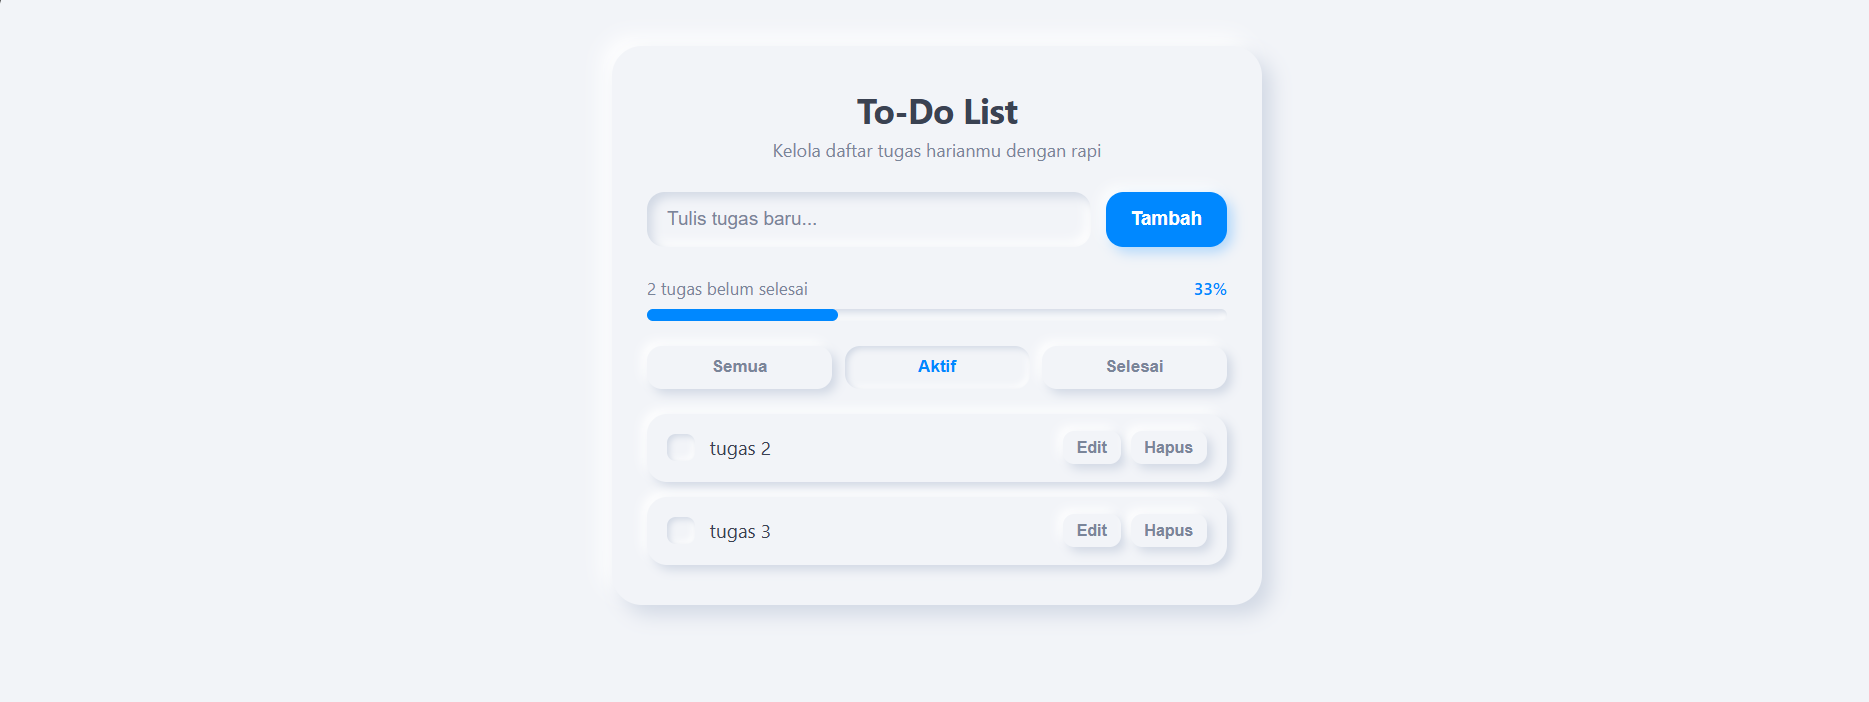 To-Do List
Kelola daftar tugas harianmu dengan rapi
Tulis tugas baru...
Tambah
2 tugas belum selesai
33%
Semua
Aktif
Selesai
tugas 2
Edit
Hapus
tugas 3
Edit
Hapus